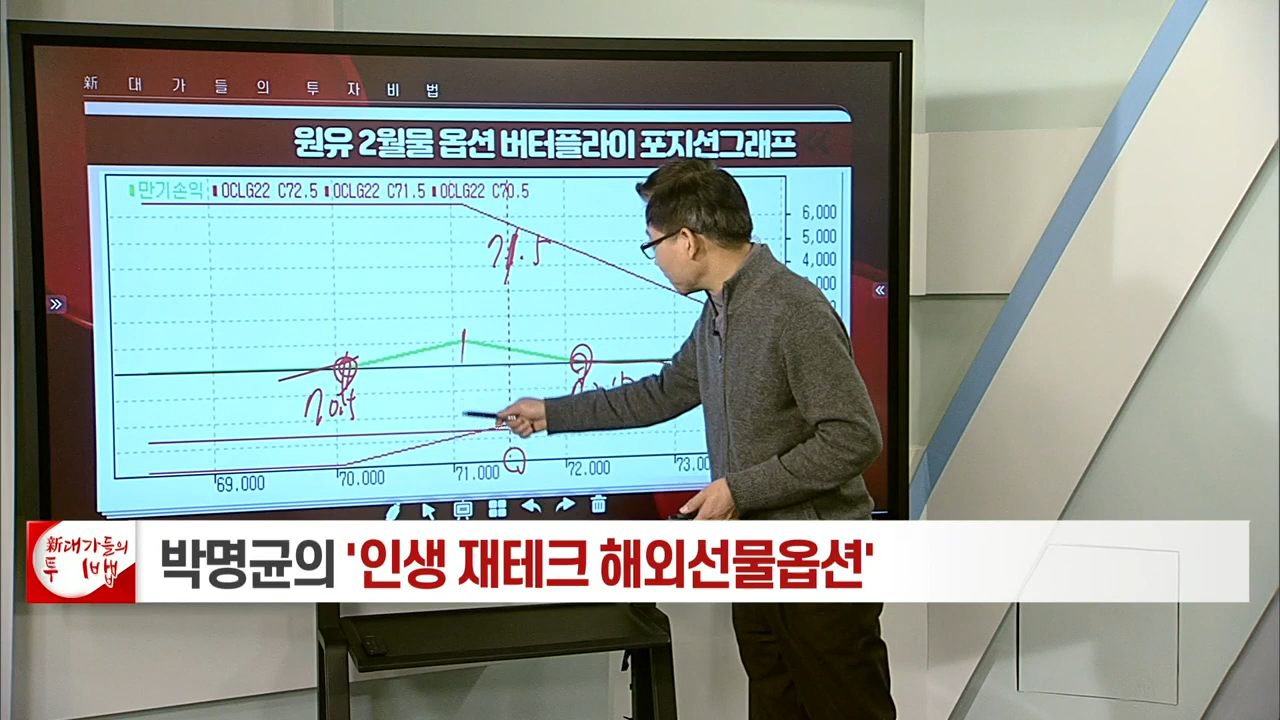 新 대가들의 투자비법
원유 2월물 옵션 버터플라이 포지션그래프
만기손익 OCLG22 C72.5 OCLG22 C71.5 OCLG22 C70.5
6,000
5,000
4,000
71.5
70.5
69.000 70.000 71.000 72.000 73.0
新대가들의
투 비법
박명균의 '인생 재테크 해외선물옵션'